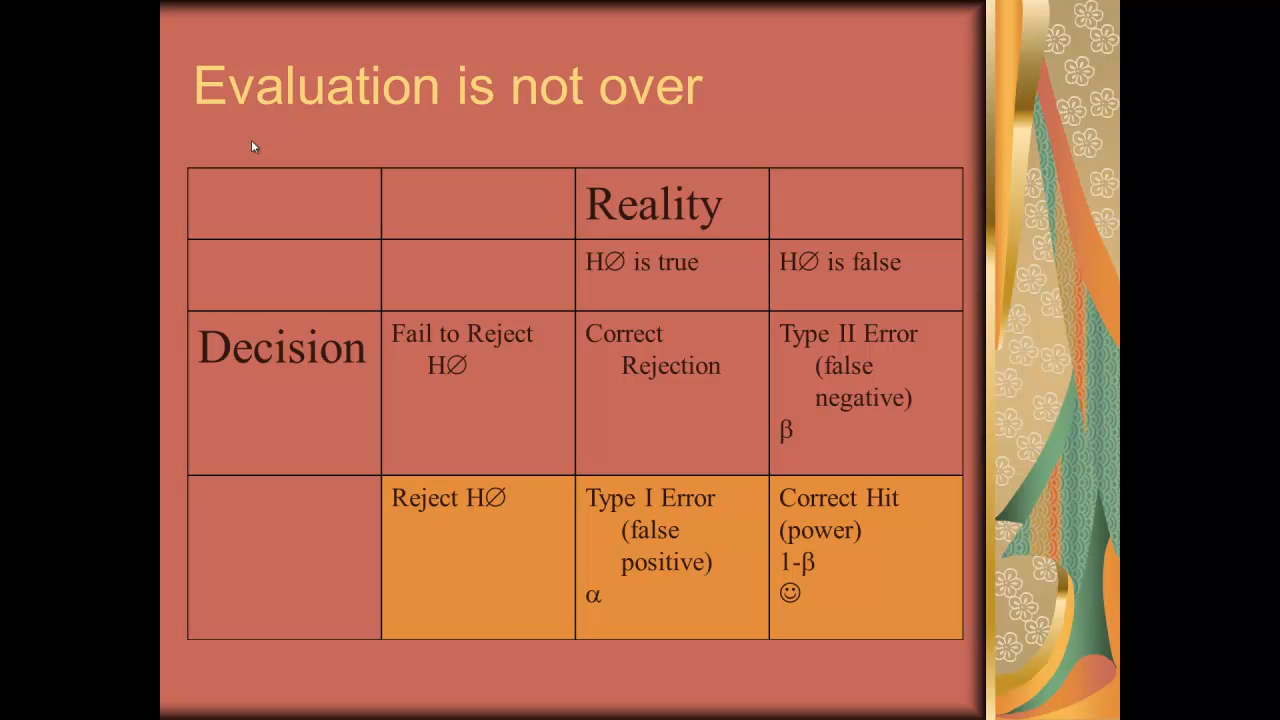 Evaluation is not over
Reality
H∅ is true
H∅ is false
Decision
Fail to Reject
H∅
Correct
Rejection
Type II Error
(false
negative)
β
Reject H∅
Type I Error
(false
positive)
α
Correct Hit
(power)
1-β
☺